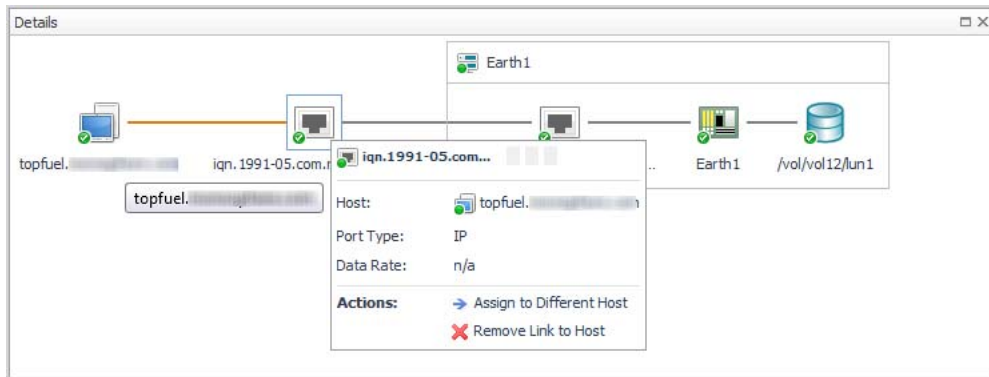 Details
Earth1
topfuel.
iqn.1991-05.com.
..
Earth1
/vol/vol12/lun1
topfuel.
iqn.1991-05.com...
Host:
topfuel.
Port Type:
IP
Data Rate:
n/a
Actions:
Assign to Different Host
Remove Link to Host